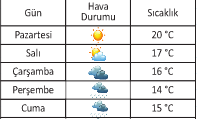 Gün Hava Durumu Sıcaklık
Pazartesi 20 °C
Salı 17 °C
Çarşamba 16 °C
Perşembe 14 °C
Cuma 15 °C